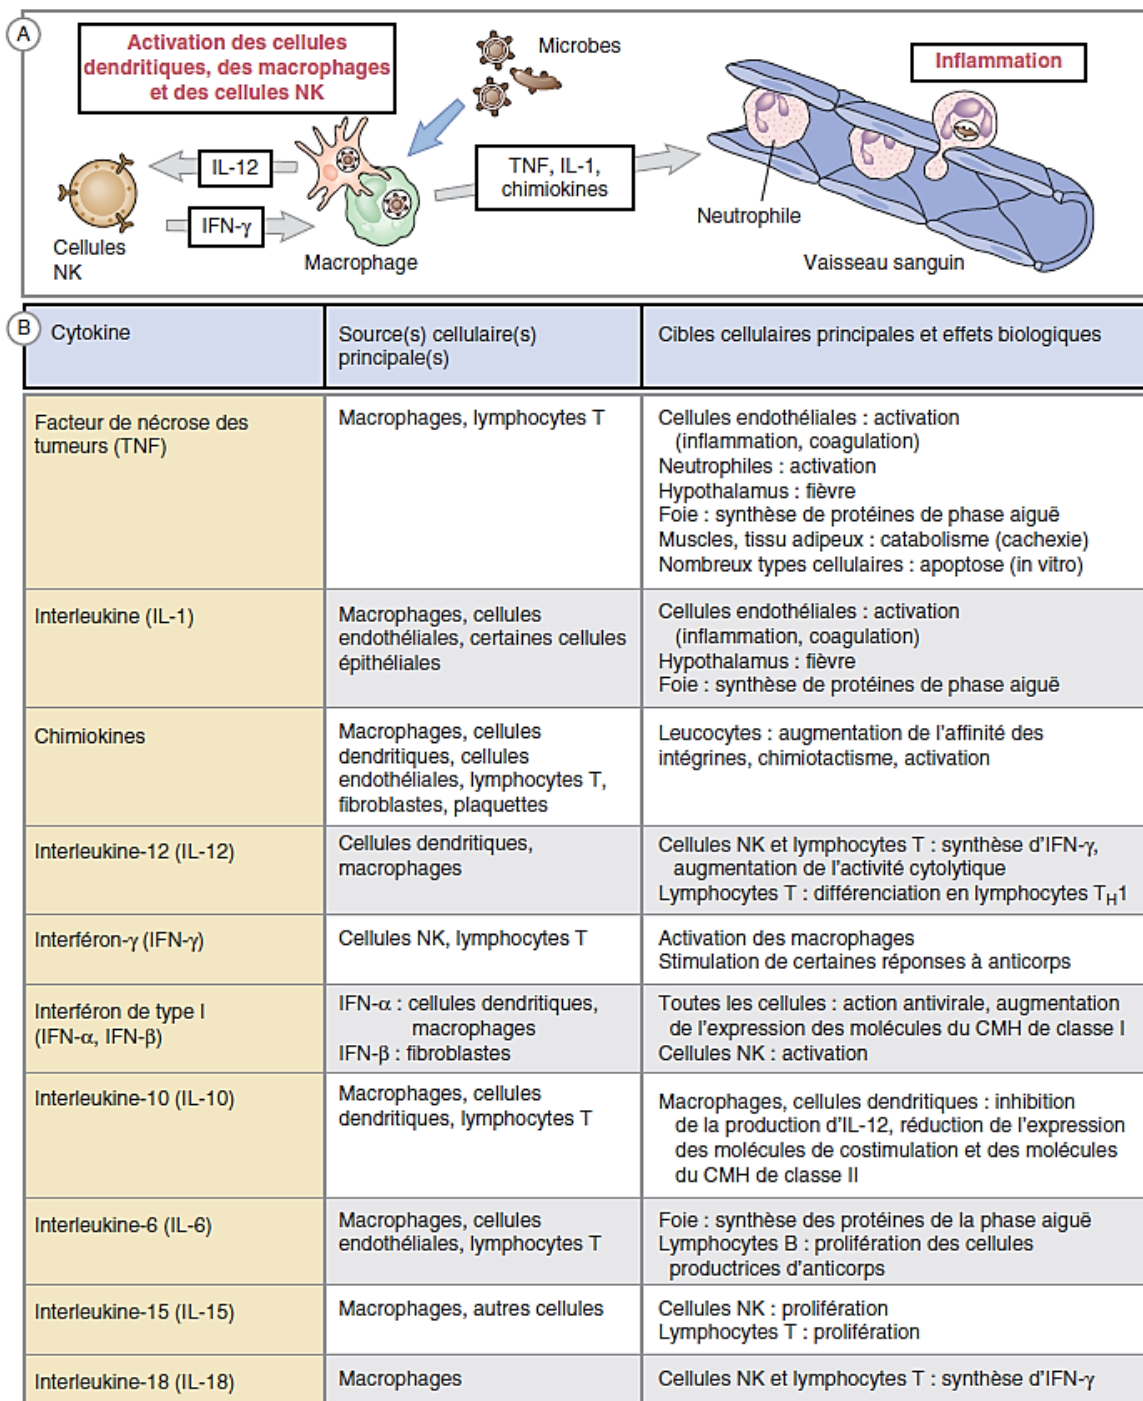 A
Activation des cellules
dendritiques, des macrophages
et des cellules NK
Microbes
Inflammation
IL-12
TNF, IL-1,
chimiokines
IFN-γ
Neutrophile
Cellules
NK
Macrophage
Vaisseau sanguin
B
Cytokine
Source(s) cellulaire(s)
principale(s)
Cibles cellulaires principales et effets biologiques
Facteur de nécrose des
tumeurs (TNF)
Macrophages, lymphocytes T
Cellules endothéliales : activation
(inflammation, coagulation)
Neutrophiles : activation
Hypothalamus : fièvre
Foie : synthèse de protéines de phase aiguë
Muscles, tissu adipeux : catabolisme (cachexie)
Nombreux types cellulaires : apoptose (in vitro)
Interleukine (IL-1)
Macrophages, cellules
endothéliales, certaines cellules
épithéliales
Cellules endothéliales : activation
(inflammation, coagulation)
Hypothalamus : fièvre
Foie : synthèse de protéines de phase aiguë
Chimiokines
Macrophages, cellules
dendritiques, cellules
endothéliales, lymphocytes T,
fibroblastes, plaquettes
Leucocytes : augmentation de l'affinité des
intégrines, chimiotactisme, activation
Interleukine-12 (IL-12)
Cellules dendritiques,
macrophages
Cellules NK et lymphocytes T : synthèse d'IFN-γ,
augmentation de l'activité cytolytique
Lymphocytes T : différenciation en lymphocytes TH1
Interféron-γ (IFN-γ)
Cellules NK, lymphocytes T
Activation des macrophages
Stimulation de certaines réponses à anticorps
Interféron de type I
(IFN-α, IFN-β)
IFN-α : cellules dendritiques,
macrophages
IFN-β : fibroblastes
Toutes les cellules : action antivirale, augmentation
de l'expression des molécules du CMH de classe I
Cellules NK : activation
Interleukine-10 (IL-10)
Macrophages, cellules
dendritiques, lymphocytes T
Macrophages, cellules dendritiques : inhibition
de la production d'IL-12, réduction de l'expression
des molécules de costimulation et des molécules
du CMH de classe II
Interleukine-6 (IL-6)
Macrophages, cellules
endothéliales, lymphocytes T
Foie : synthèse des protéines de la phase aiguë
Lymphocytes B : prolifération des cellules
productrices d'anticorps
Interleukine-15 (IL-15)
Macrophages, autres cellules
Cellules NK : prolifération
Lymphocytes T : prolifération
Interleukine-18 (IL-18)
Macrophages
Cellules NK et lymphocytes T : synthèse d'IFN-γ